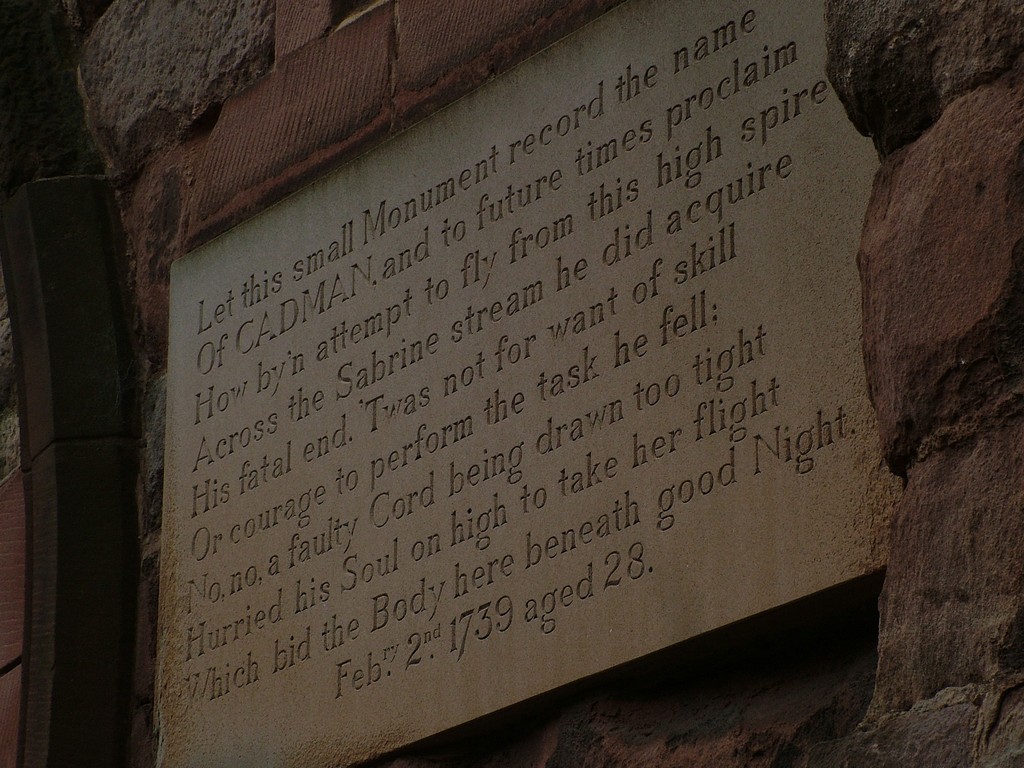 Let this small Monument record the name
Of CADMAN, and to future times proclaim
How by'n attempt to fly from this high spire
Across the Sabrine stream he did acquire
His fatal end. 'Twas not for want of skill
Or courage to perform the task he fell:
No, no, a faulty Cord being drawn too tight
Hurried his Soul on high to take her flight
Which bid the Body here beneath good Night.
Feb.ry 2.nd 1739 aged 28.